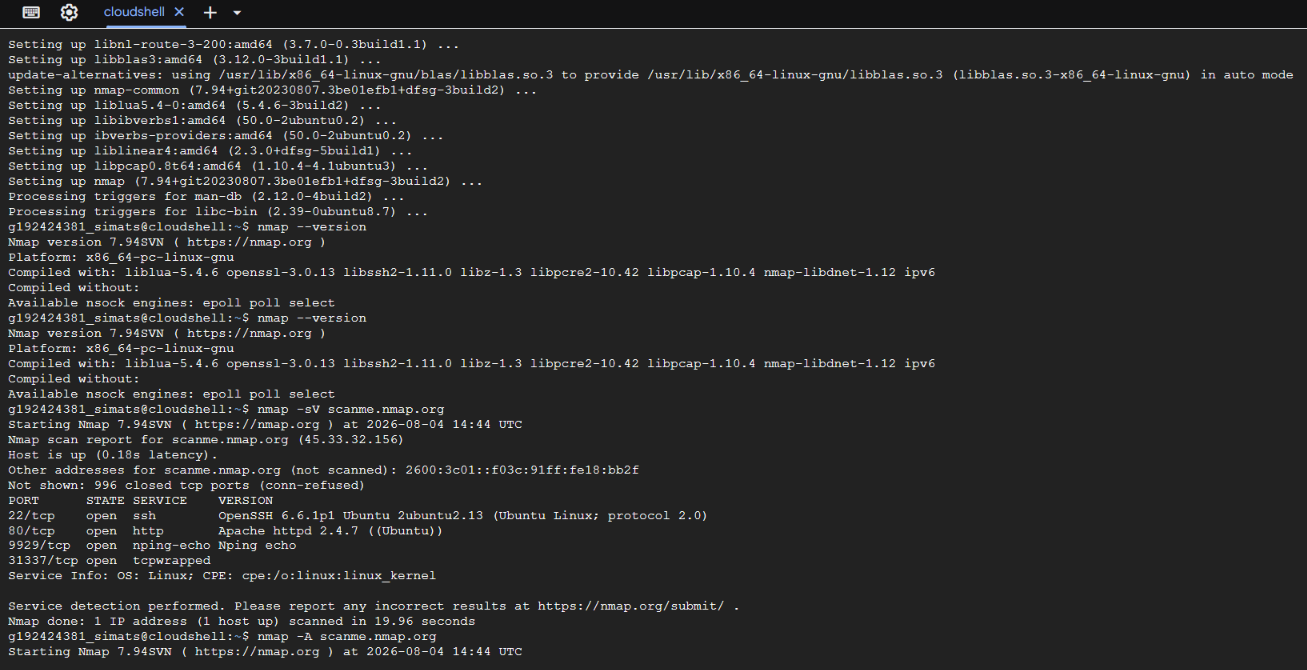 cloudshell
Setting up libnl-route-3-200:amd64 (3.7.0-0.3build1.1) ...
Setting up libblas3:amd64 (3.12.0-3build1.1) ...
update-alternatives: using /usr/lib/x86_64-linux-gnu/blas/libblas.so.3 to provide /usr/lib/x86_64-linux-gnu/libblas.so.3 (libblas.so.3-x86_64-linux-gnu) in auto mode
Setting up nmap-common (7.94+git20230807.3be01efb1+dfsg-3build2) ...
Setting up liblua5.4-0:amd64 (5.4.6-3build2) ...
Setting up libibverbs1:amd64 (50.0-2ubuntu0.2) ...
Setting up ibverbs-providers:amd64 (50.0-2ubuntu0.2) ...
Setting up liblinear4:amd64 (2.3.0+dfsg-5build1) ...
Setting up libpcap0.8t64:amd64 (1.10.4-4.1ubuntu3) ...
Setting up nmap (7.94+git20230807.3be01efb1+dfsg-3build2) ...
Processing triggers for man-db (2.12.0-4build2) ...
Processing triggers for libc-bin (2.39-0ubuntu8.7) ...
g192424381_simats@cloudshell:~$ nmap --version
Nmap version 7.94SVN ( https://nmap.org )
Platform: x86_64-pc-linux-gnu
Compiled with: liblua-5.4.6 openssl-3.0.13 libssh2-1.11.0 libz-1.3 libpcre2-10.42 libpcap-1.10.4 nmap-libdnet-1.12 ipv6
Compiled without:
Available nsock engines: epoll poll select
g192424381_simats@cloudshell:~$ nmap --version
Nmap version 7.94SVN ( https://nmap.org )
Platform: x86_64-pc-linux-gnu
Compiled with: liblua-5.4.6 openssl-3.0.13 libssh2-1.11.0 libz-1.3 libpcre2-10.42 libpcap-1.10.4 nmap-libdnet-1.12 ipv6
Compiled without:
Available nsock engines: epoll poll select
g192424381_simats@cloudshell:~$ nmap -sV scanme.nmap.org
Starting Nmap 7.94SVN ( https://nmap.org ) at 2026-08-04 14:44 UTC
Nmap scan report for scanme.nmap.org (45.33.32.156)
Host is up (0.18s latency).
Other addresses for scanme.nmap.org (not scanned): 2600:3c01::f03c:91ff:fe18:bb2f
Not shown: 996 closed tcp ports (conn-refused)
PORT      STATE SERVICE    VERSION
22/tcp    open  ssh        OpenSSH 6.6.1p1 Ubuntu 2ubuntu2.13 (Ubuntu Linux; protocol 2.0)
80/tcp    open  http       Apache httpd 2.4.7 ((Ubuntu))
9929/tcp  open  nping-echo Nping echo
31337/tcp open  tcpwrapped
Service Info: OS: Linux; CPE: cpe:/o:linux:linux_kernel
Service detection performed. Please report any incorrect results at https://nmap.org/submit/ .
Nmap done: 1 IP address (1 host up) scanned in 19.96 seconds
g192424381_simats@cloudshell:~$ nmap -A scanme.nmap.org
Starting Nmap 7.94SVN ( https://nmap.org ) at 2026-08-04 14:44 UTC